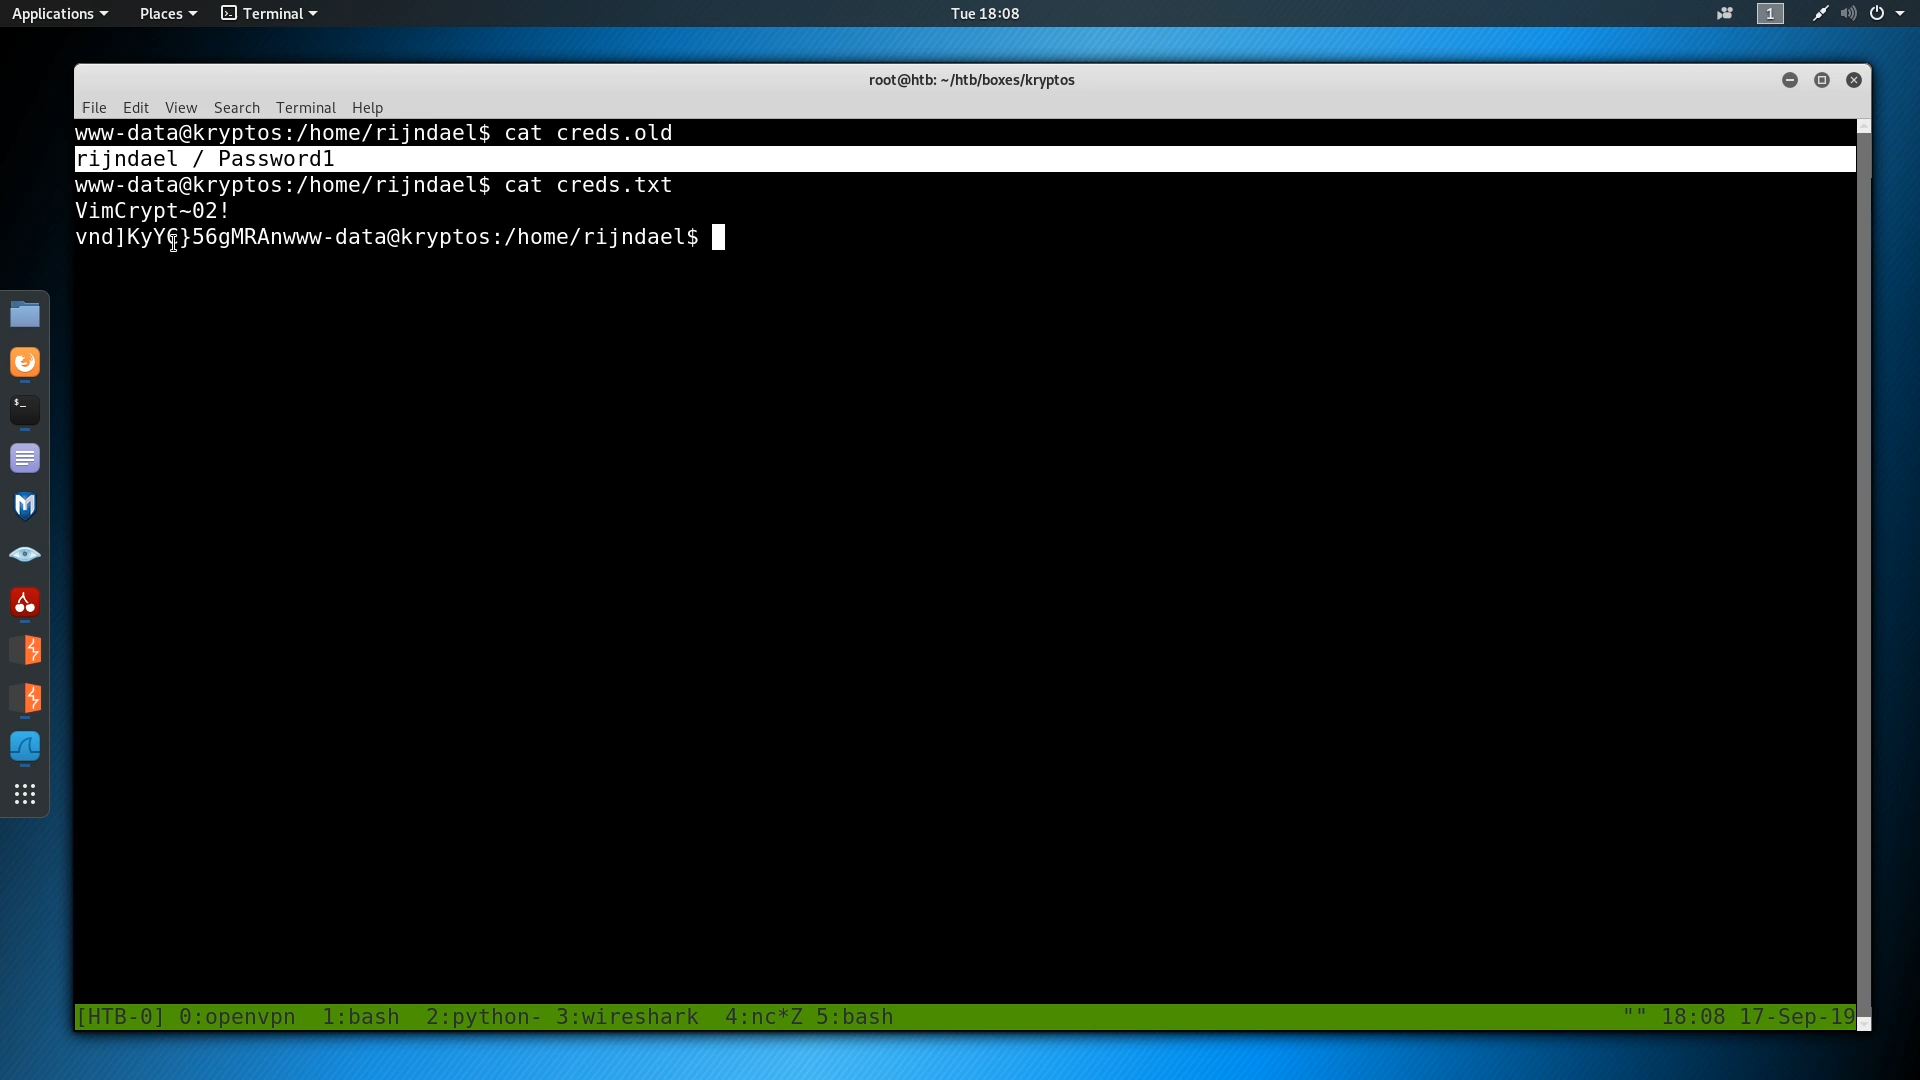 Applications Places Terminal Tue 18:08 1
root@htb: ~/htb/boxes/kryptos
File Edit View Search Terminal Help
www-data@kryptos:/home/rijndael$ cat creds.old
rijndael / Password1
www-data@kryptos:/home/rijndael$ cat creds.txt
VimCrypt~02!
vnd]KyYC}56gMRAnwww-data@kryptos:/home/rijndael$
[HTB-0] 0:openvpn 1:bash 2:python- 3:wireshark 4:nc*Z 5:bash "" 18:08 17-Sep-19